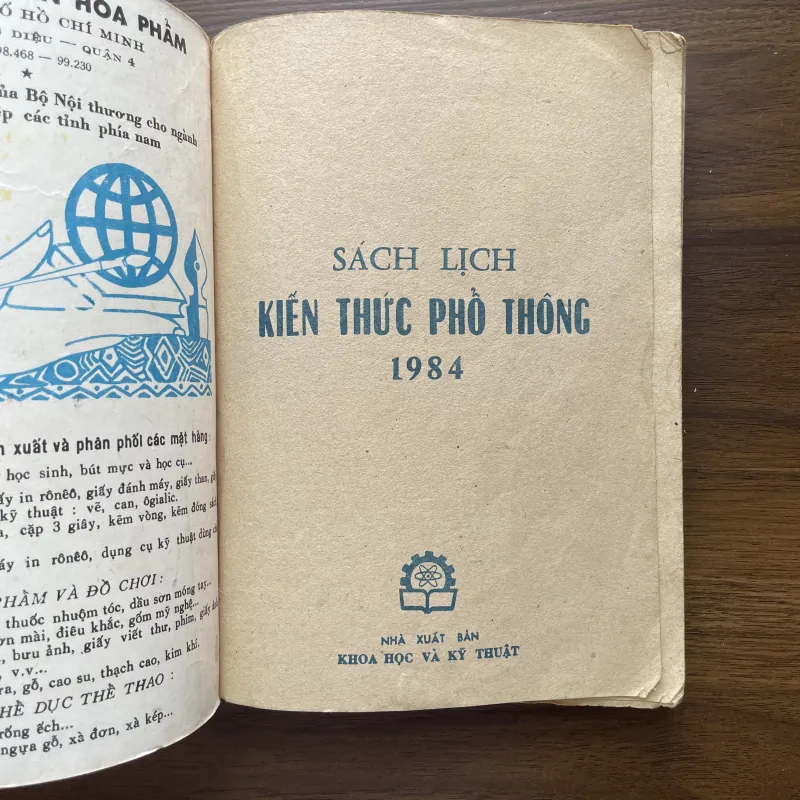 HÓA PHẨM
HỒ CHÍ MINH
DIỆU — QUẬN 4
8.468 — 99.230
của Bộ Nội thương cho ngành
các tỉnh phía nam
xuất và phân phối các mặt hàng :
học sinh, bút mực và học cụ...
in rônêô, giấy đánh máy, giấy than,
kỹ thuật : vẽ, can, ôgialic.
cặp 3 giây, kẽm vòng, kẽm đóng
in rônêô, dụng cụ kỹ thuật dùng
PHẨM VÀ ĐỒ CHƠI :
thuốc nhuộm tóc, dầu sơn móng tay...
mài, điêu khắc, gốm mỹ nghệ...
bưu ảnh, giấy viết thư, phim, giấy
v.v...
gỗ, cao su, thạch cao, kim khí.
DỤC THỂ THAO :
ếch...
ngựa gỗ, xà đơn, xà kép...
SÁCH LỊCH
KIẾN THỨC PHỔ THÔNG
1984
NHÀ XUẤT BẢN
KHOA HỌC VÀ KỸ THUẬT